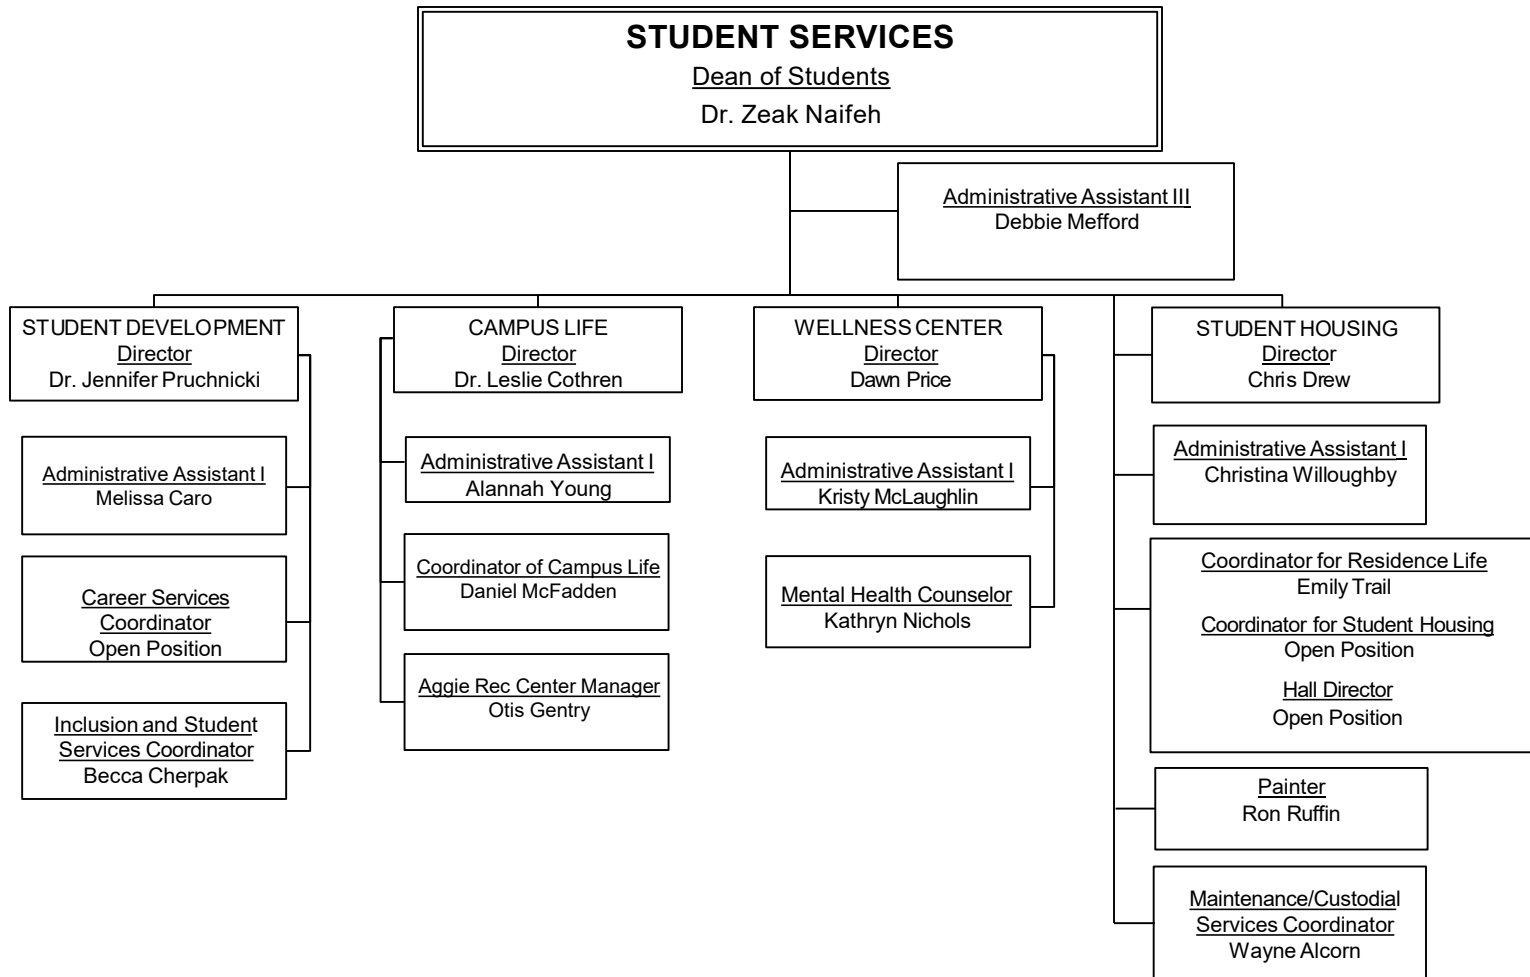 STUDENT SERVICES
Dean of Students
Dr. Zeak Naifeh
Administrative Assistant III
Debbie Mefford
STUDENT DEVELOPMENT
Director
Dr. Jennifer Pruchnicki
Administrative Assistant I
Melissa Caro
Career Services
Coordinator
Open Position
Inclusion and Student
Services Coordinator
Becca Cherpak
CAMPUS LIFE
Director
Dr. Leslie Cothren
Administrative Assistant I
Alannah Young
Coordinator of Campus Life
Daniel McFadden
Aggie Rec Center Manager
Otis Gentry
WELLNESS CENTER
Director
Dawn Price
Administrative Assistant I
Kristy McLaughlin
Mental Health Counselor
Kathryn Nichols
STUDENT HOUSING
Director
Chris Drew
Administrative Assistant I
Christina Willoughby
Coordinator for Residence Life
Emily Trail
Coordinator for Student Housing
Open Position
Hall Director
Open Position
Painter
Ron Ruffin
Maintenance/Custodial
Services Coordinator
Wayne Alcorn